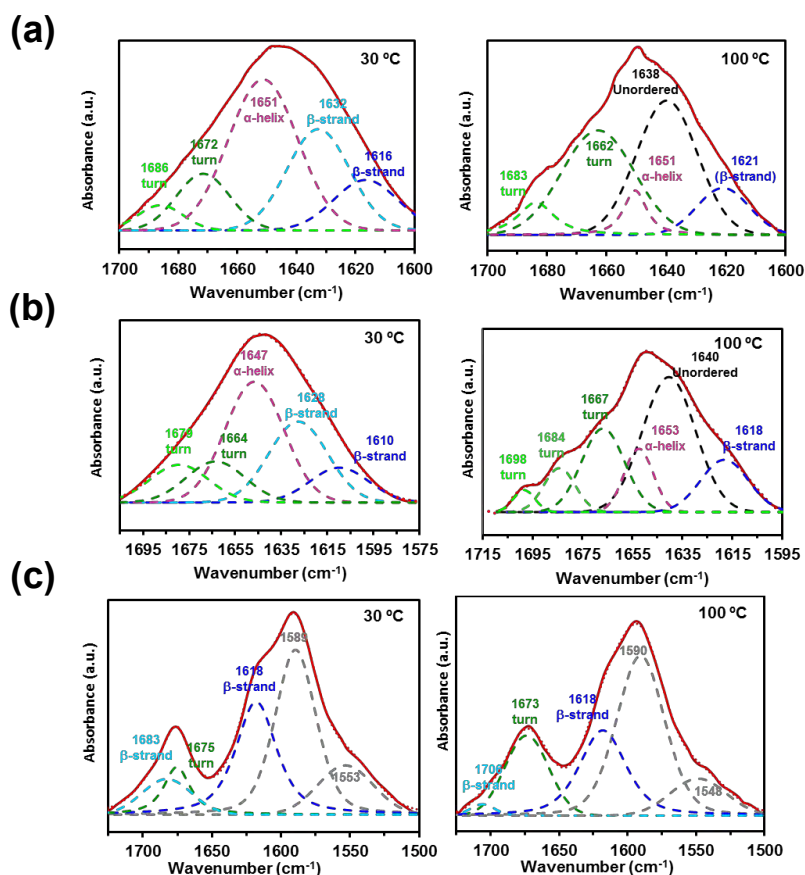 (a)
30 ºC
1651
α-helix
1632
β-strand
1672
turn
1616
β-strand
1686
turn
Absorbance (a.u.)
1700 1680 1660 1640 1620 1600
Wavenumber (cm⁻¹)
100 ºC
1638
Unordered
1662
turn
1651
α-helix
1621
(β-strand)
1683
turn
Absorbance (a.u.)
1700 1680 1660 1640 1620 1600
Wavenumber (cm⁻¹)
(b)
30 ºC
1647
α-helix
1628
β-strand
1679
turn
1664
turn
1610
β-strand
Absorbance (a.u.)
1695 1675 1655 1635 1615 1595 1575
Wavenumber (cm⁻¹)
100 ºC
1640
Unordered
1667
turn
1684
turn
1653
α-helix
1618
β-strand
1698
turn
Absorbance (a.u.)
1715 1695 1675 1655 1635 1615 1595
Wavenumber (cm⁻¹)
(c)
30 ºC
1589
1618
β-strand
1683
β-strand
1675
turn
1553
Absorbance (a.u.)
1700 1650 1600 1550 1500
Wavenumber (cm⁻¹)
100 ºC
1590
1673
turn
1618
β-strand
1700
β-strand
1548
Absorbance (a.u.)
1700 1650 1600 1550 1500
Wavenumber (cm⁻¹)